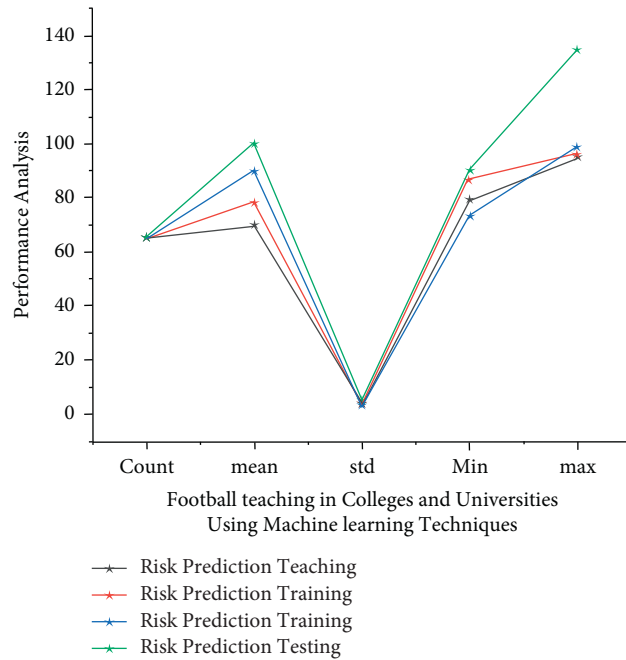 140
120
100
80
60
40
20
0
Performance Analysis
Count mean std Min max
Football teaching in Colleges and Universities
Using Machine learning Techniques
Risk Prediction Teaching
Risk Prediction Training
Risk Prediction Training
Risk Prediction Testing